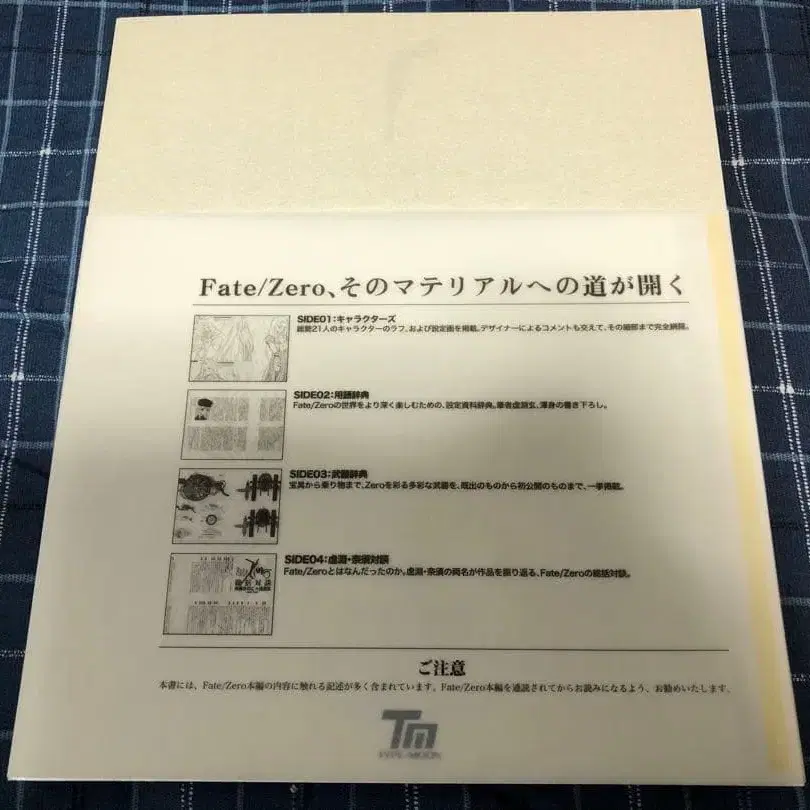 Fate/Zero、そのマテリアルへの道が開く
SIDE01:キャラクターズ
総勢21人のキャラクターのラフ、および設定画を掲載。デザイナーによるコメントも交えて、その細部まで完全網羅。
SIDE02:用語辞典
Fate/Zeroの世界をより深く楽しむための、設定資料辞典。筆者虚淵玄、渾身の書き下ろし。
SIDE03:武器辞典
宝具から乗り物まで、Zeroを彩る多彩な武器を、既出のものから初公開のものまで、一挙掲載。
SIDE04:虚淵・奈須対談
Fate/Zeroとはなんだったのか。虚淵・奈須の両名が作品を振り返る、Fate/Zeroの総括対談。
ご注意
本書には、Fate/Zero本編の内容に触れる記述が多く含まれています。Fate/Zero本編を通読されてからお読みになるよう、お勧めいたします。
TM
TYPE-MOON